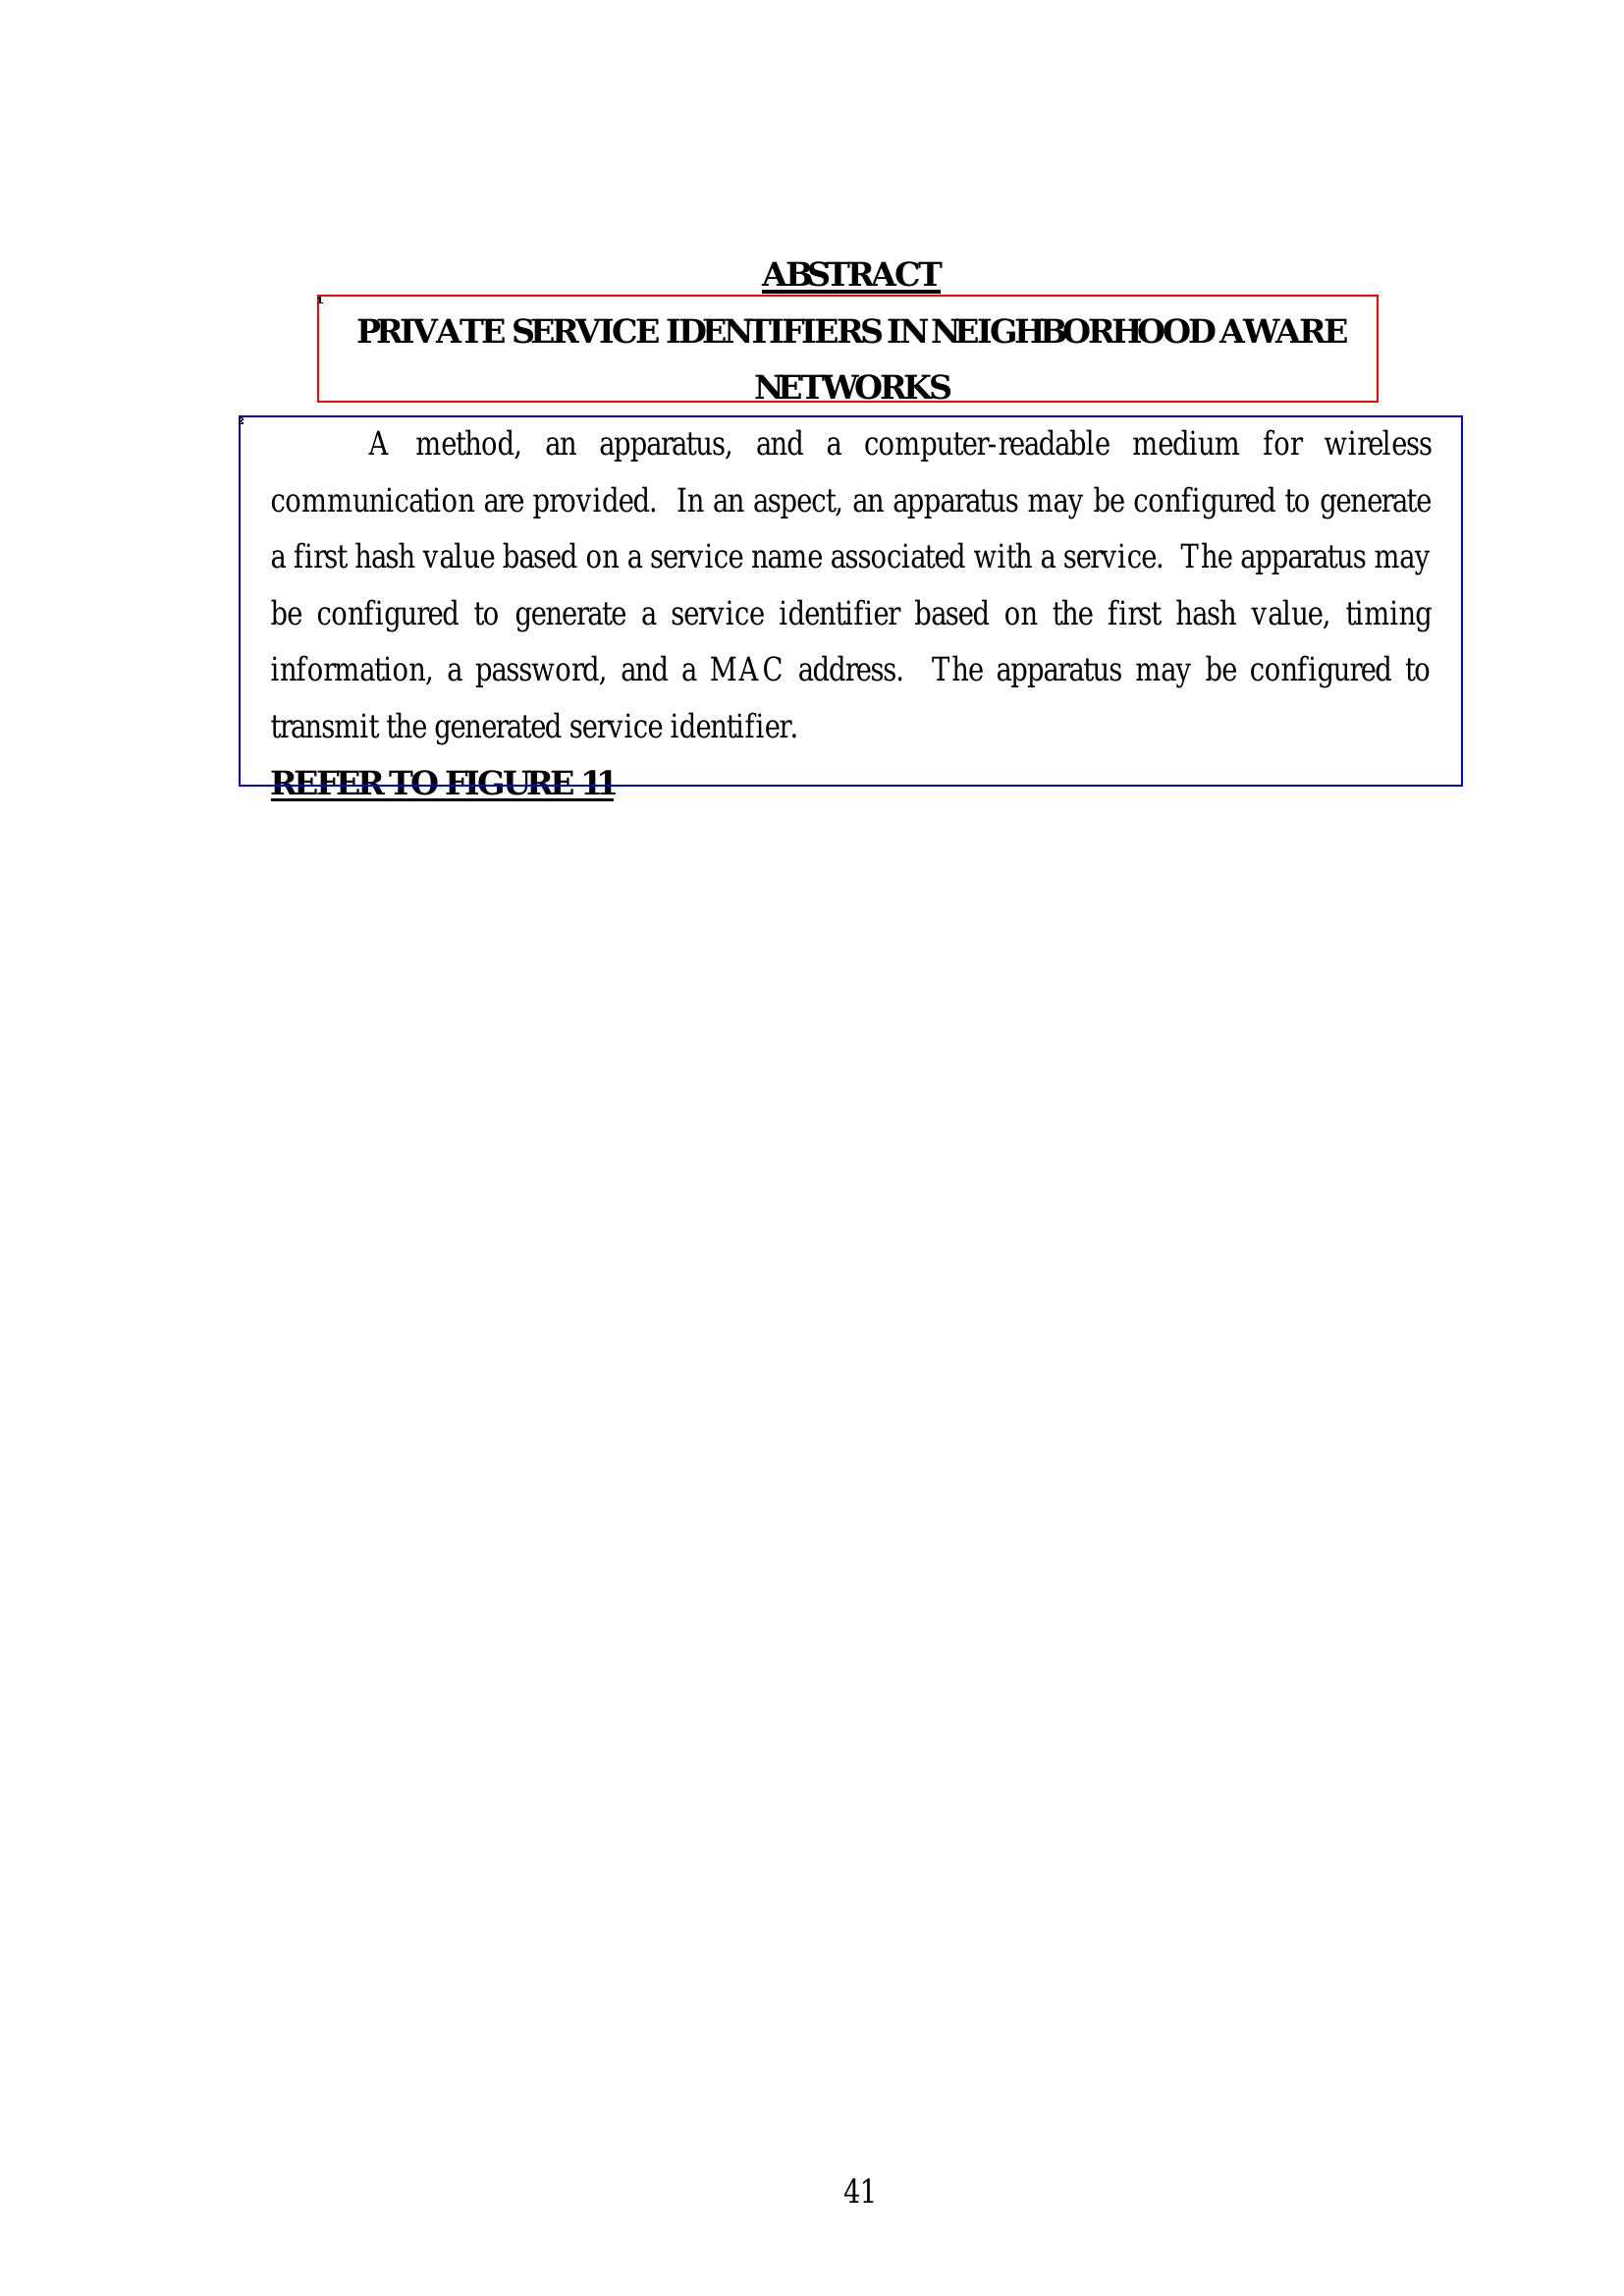 ABSTRACT
1
PRIVATE SERVICE IDENTIFIERS IN NEIGHBORHOOD AWARE
NETWORKS
2
A method, an apparatus, and a computer-readable medium for wireless
communication are provided. In an aspect, an apparatus may be configured to generate
a first hash value based on a service name associated with a service. The apparatus may
be configured to generate a service identifier based on the first hash value, timing
information, a password, and a MAC address. The apparatus may be configured to
transmit the generated service identifier.
REFER TO FIGURE 11
41